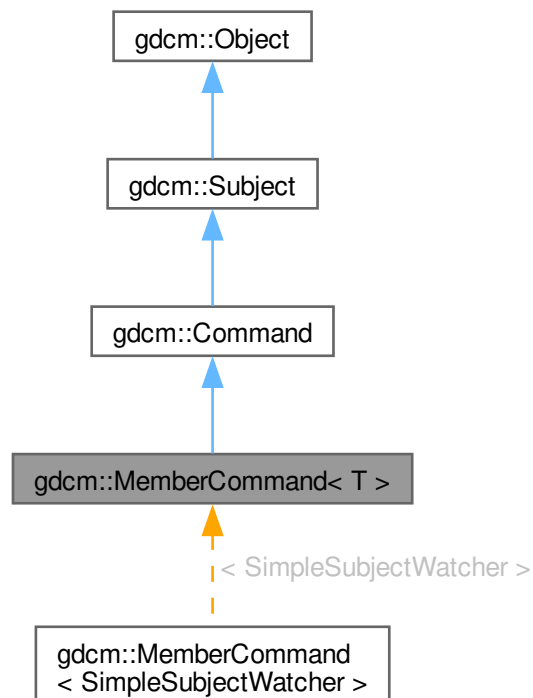 gdcm::Object
gdcm::Subject
gdcm::Command
gdcm::MemberCommand< T >
< SimpleSubjectWatcher >
gdcm::MemberCommand
< SimpleSubjectWatcher >